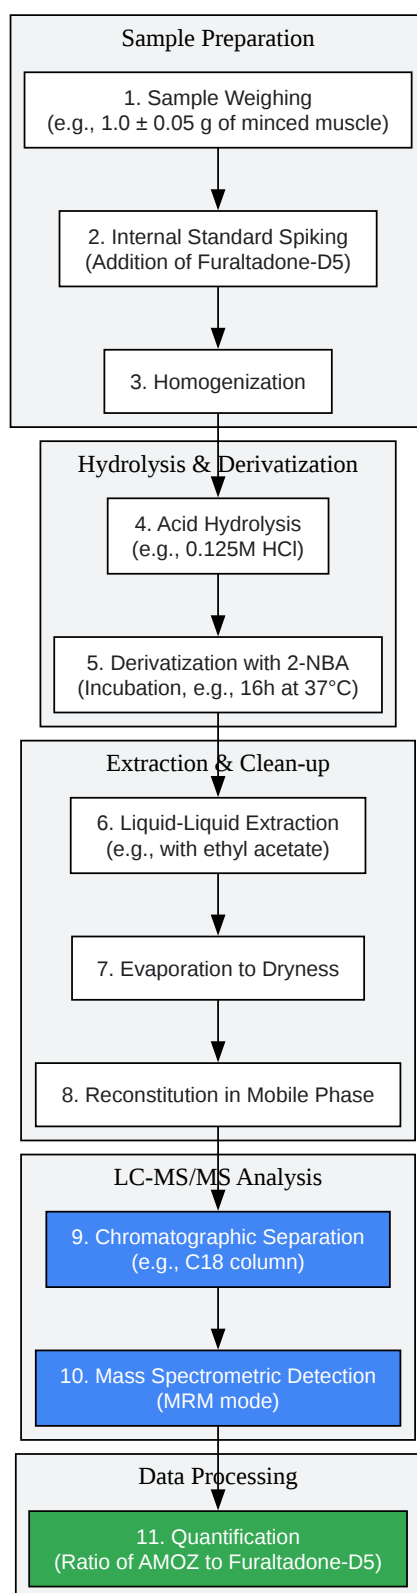 Sample Preparation
1. Sample Weighing
(e.g., 1.0 ± 0.05 g of minced muscle)
2. Internal Standard Spiking
(Addition of Furaltadone-D5)
3. Homogenization
Hydrolysis & Derivatization
4. Acid Hydrolysis
(e.g., 0.125M HCl)
5. Derivatization with 2-NBA
(Incubation, e.g., 16h at 37°C)
Extraction & Clean-up
6. Liquid-Liquid Extraction
(e.g., with ethyl acetate)
7. Evaporation to Dryness
8. Reconstitution in Mobile Phase
LC-MS/MS Analysis
9. Chromatographic Separation
(e.g., C18 column)
10. Mass Spectrometric Detection
(MRM mode)
Data Processing
11. Quantification
(Ratio of AMOZ to Furaltadone-D5)